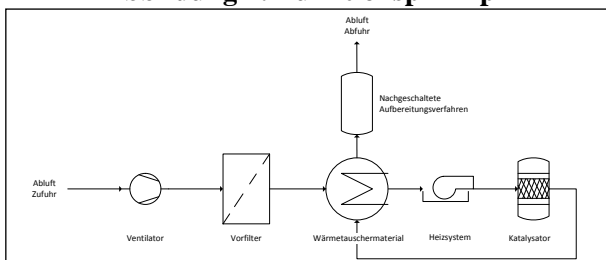 Abluft
Abfuhr
Nachgeschaltete
Aufbereitungsverfahren
Abluft
Zufuhr
Ventilator
Vorfilter
Wärmetauschermaterial
Heizsystem
Katalysator